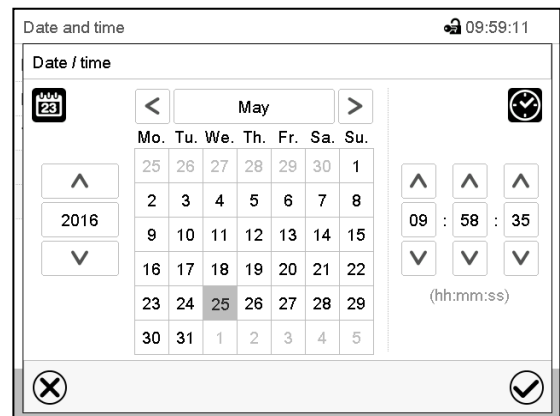 Date and time 09:59:11
Date / time
23
< May >
Mo. Tu. We. Th. Fr. Sa. Su.
25 26 27 28 29 30 1
2 3 4 5 6 7 8
2016 09 : 58 : 35
9 10 11 12 13 14 15
16 17 18 19 20 21 22
(hh:mm:ss)
23 24 25 26 27 28 29
30 31 1 2 3 4 5